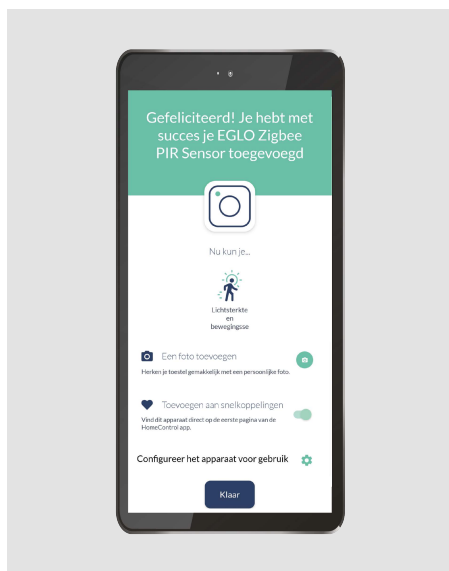 Gefeliciteerd! Je hebt met
succes je EGLO Zigbee
PIR Sensor toegevoegd
Nu kun je...
Lichtsterkte
en
bewegingsse
Een foto toevoegen
Herken je toestel gemakkelijk met een persoonlijke foto.
Toevoegen aan snelkoppelingen
Vind dit apparaat direct op de eerste pagina van de
HomeControl app.
Configureer het apparaat voor gebruik
Klaar